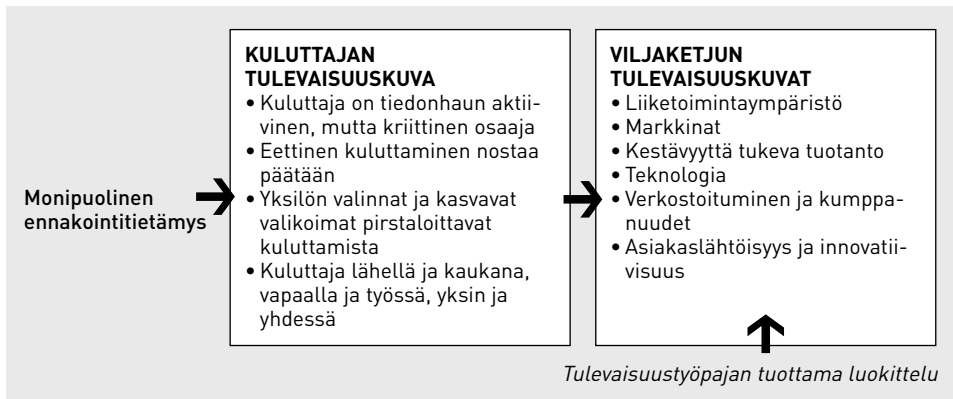 Monipuolinen
ennakointitietämys
KULUTTAJAN
TULEVAISUUSKUVA
• Kuluttaja on tiedonhaun aktii-
vinen, mutta kriittinen osaaja
• Eettinen kuluttaminen nostaa
päätään
• Yksilön valinnat ja kasvavat
valikoimat pirstaloittavat
kuluttamista
• Kuluttaja lähellä ja kaukana,
vapaalla ja työssä, yksin ja
yhdessä
VILJAKETJUN
TULEVAISUUSKUVAT
• Liiketoimintaympäristö
• Markkinat
• Kestävyyttä tukeva tuotanto
• Teknologia
• Verkostoituminen ja kumppa-
nuudet
• Asiakaslähtöisyys ja innovatii-
visuus
Tulevaisuustyöpajan tuottama luokittelu